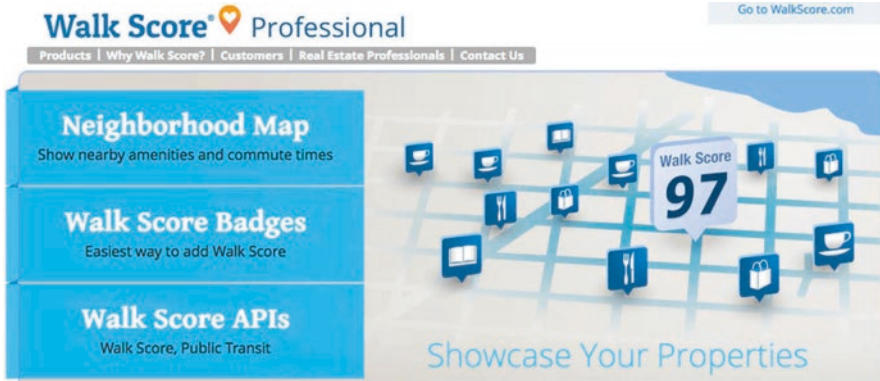 Go to WalkScore.com
Walk Score® Professional
Products | Why Walk Score? | Customers | Real Estate Professionals | Contact Us
Neighborhood Map
Show nearby amenities and commute times
Walk Score Badges
Easiest way to add Walk Score
Walk Score APIs
Walk Score, Public Transit
Walk Score
97
Showcase Your Properties